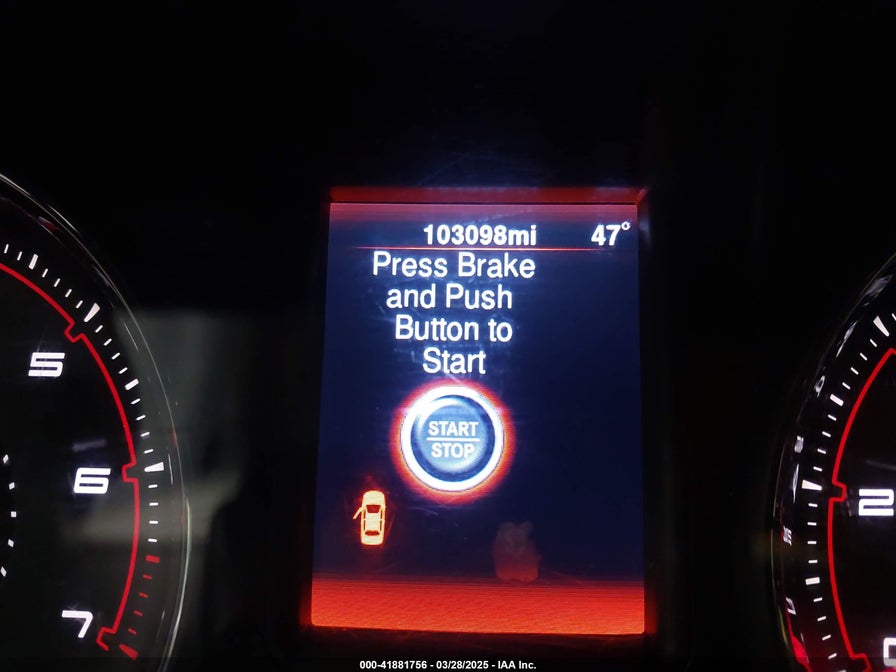 103098mi 47°
Press Brake
and Push
Button to
Start
START
STOP
5
6
7
2
000-41881756 – 03/28/2025 – IAA Inc.